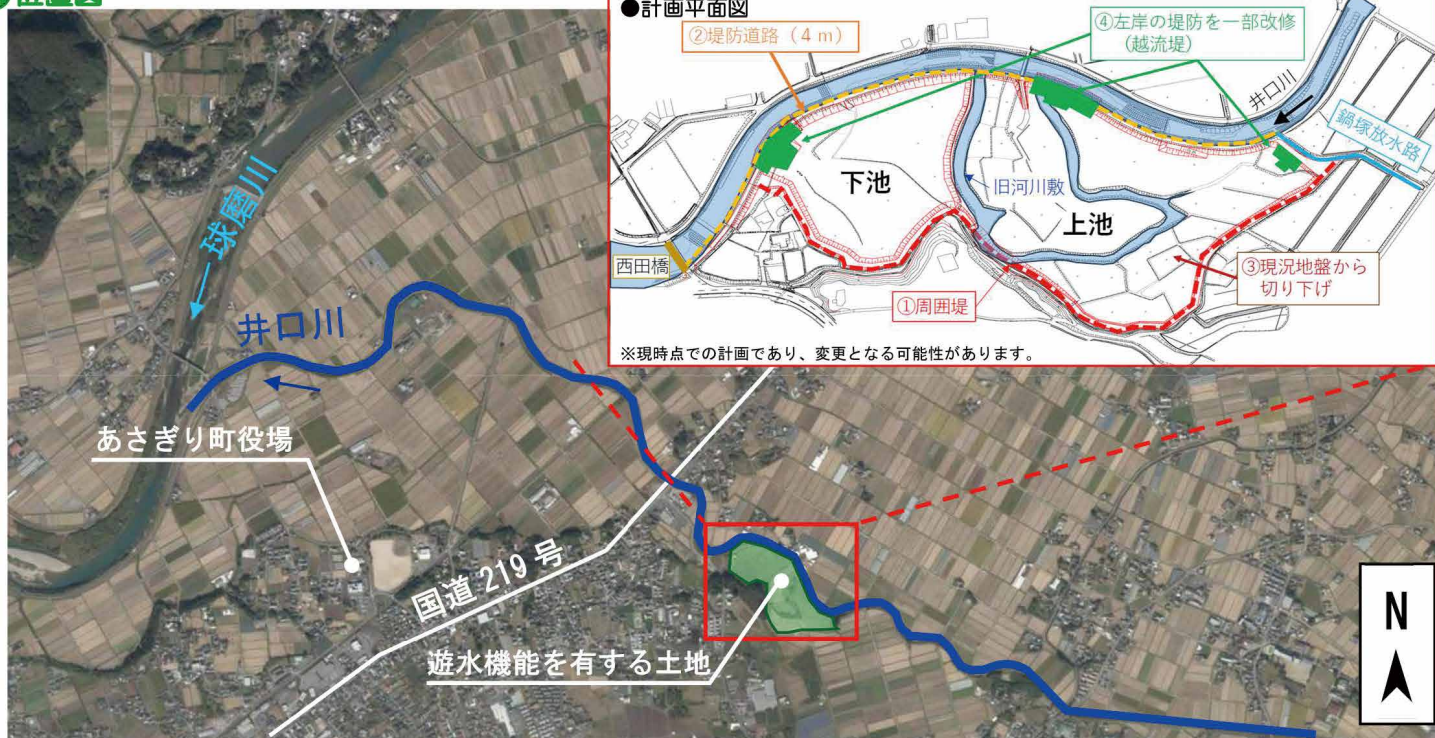 ●計画平面図
②堤防道路(4m)
④左岸の堤防を一部改修
(越流堤)
井口川
鍋塚放水路
下池
旧河川敷
上池
西田橋
①周囲堤
③現況地盤から
切り下げ
※現時点での計画であり、変更となる可能性があります。
球磨川
井口川
あさぎり町役場
国道219号
遊水機能を有する土地
N